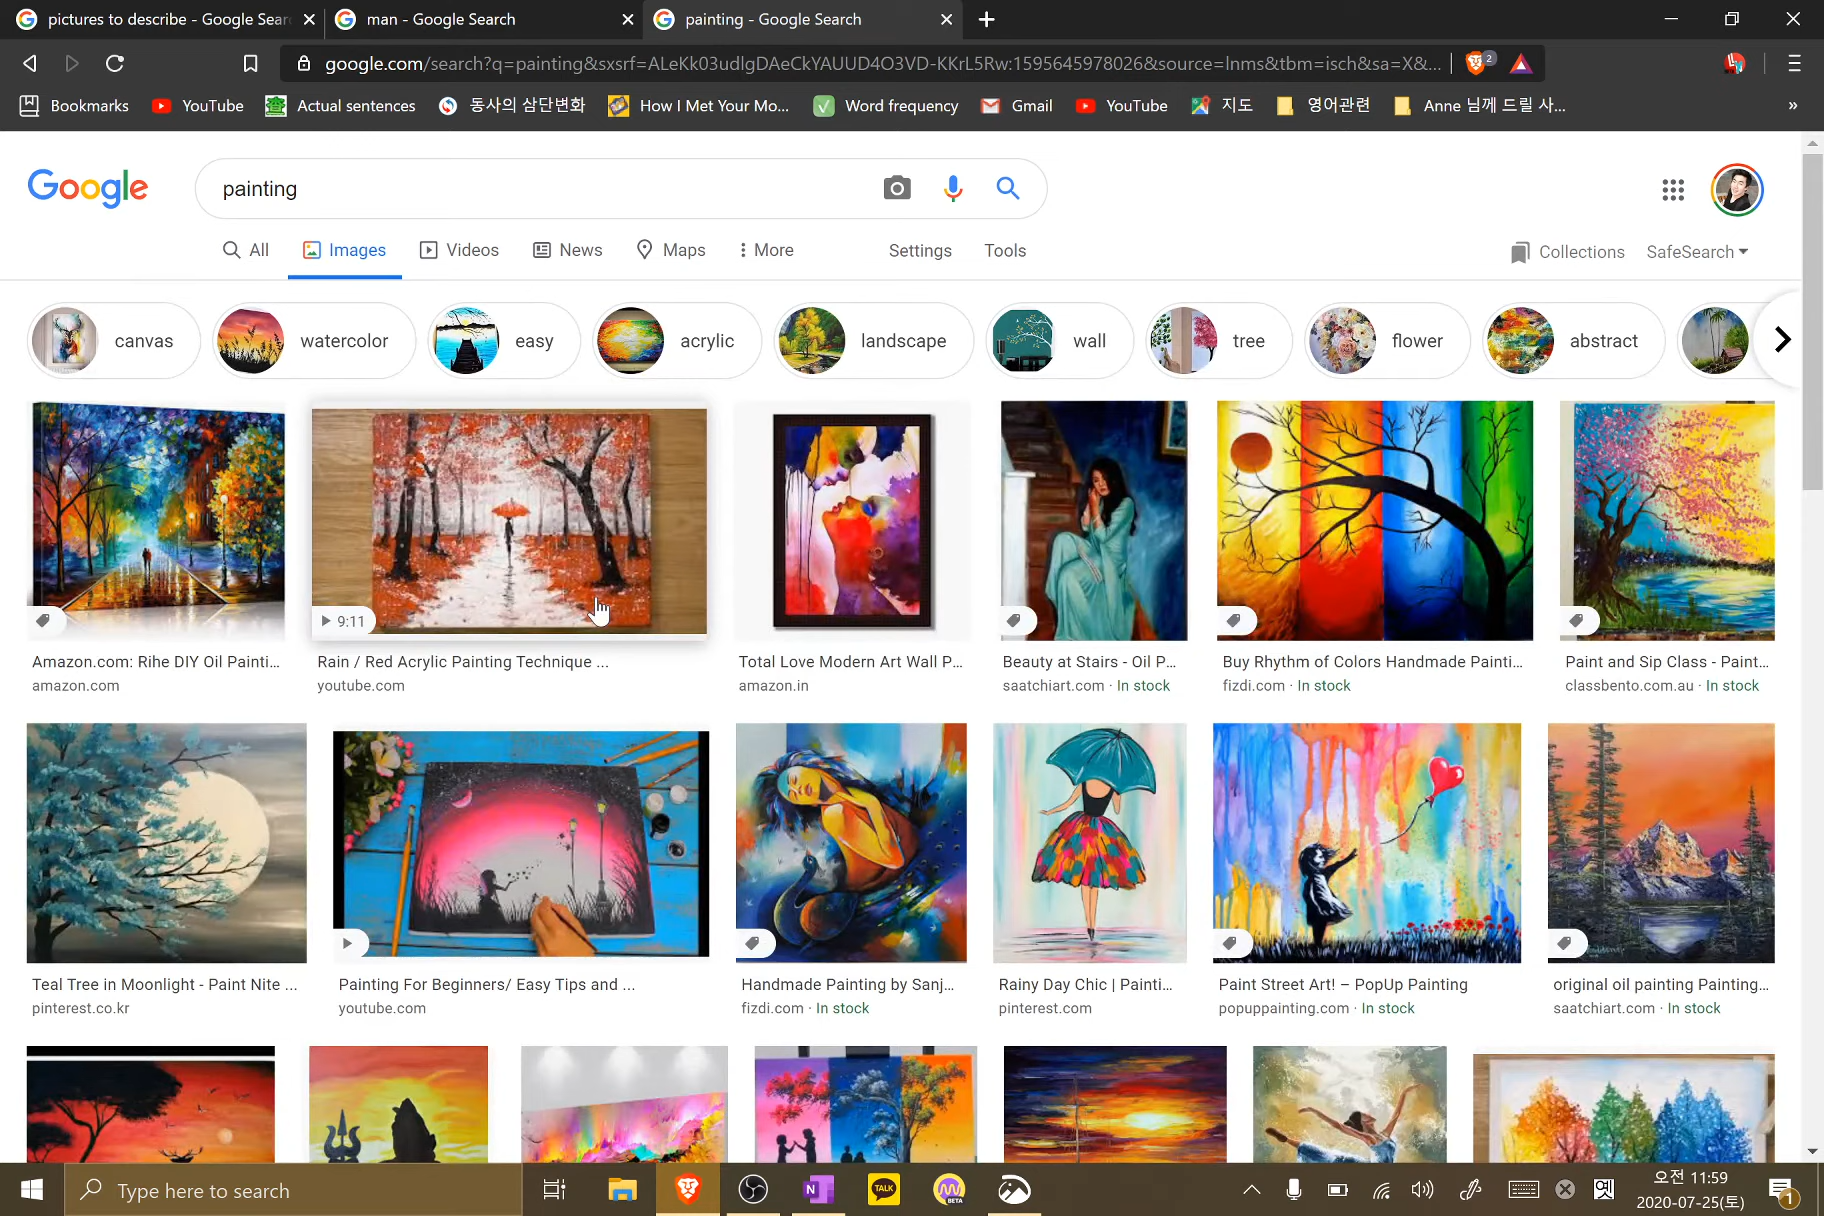 pictures to describe - Google Sear
man - Google Search
painting - Google Search
google.com/search?q=painting&sxsrf=ALeKk03udlgDAeCkYAUUD4O3VD-KKrL5Rw:1595645978026&source=lnms&tbm=isch&sa=X&...
2
Bookmarks
YouTube
Actual sentences
동사의 삼단변화
How I Met Your Mo...
Word frequency
Gmail
YouTube
지도
영어관련
Anne 님께 드릴 사...
»
Google
painting
All
Images
Videos
News
Maps
More
Settings
Tools
Collections
SafeSearch
canvas
watercolor
easy
acrylic
landscape
wall
tree
flower
abstract
9:11
Amazon.com: Rihe DIY Oil Painti...
amazon.com
Rain / Red Acrylic Painting Technique ...
youtube.com
Total Love Modern Art Wall P...
amazon.in
Beauty at Stairs - Oil P...
saatchiart.com · In stock
Buy Rhythm of Colors Handmade Painti...
fizdi.com · In stock
Paint and Sip Class - Paint...
classbento.com.au · In stock
Teal Tree in Moonlight - Paint Nite ...
pinterest.co.kr
Painting For Beginners/ Easy Tips and ...
youtube.com
Handmade Painting by Sanj...
fizdi.com · In stock
Rainy Day Chic | Painti...
pinterest.com
Paint Street Art! – PopUp Painting
popuppainting.com · In stock
original oil painting Painting...
saatchiart.com · In stock
Type here to search
N
TALK
BETA
옛
오전 11:59
2020-07-25(토)
1